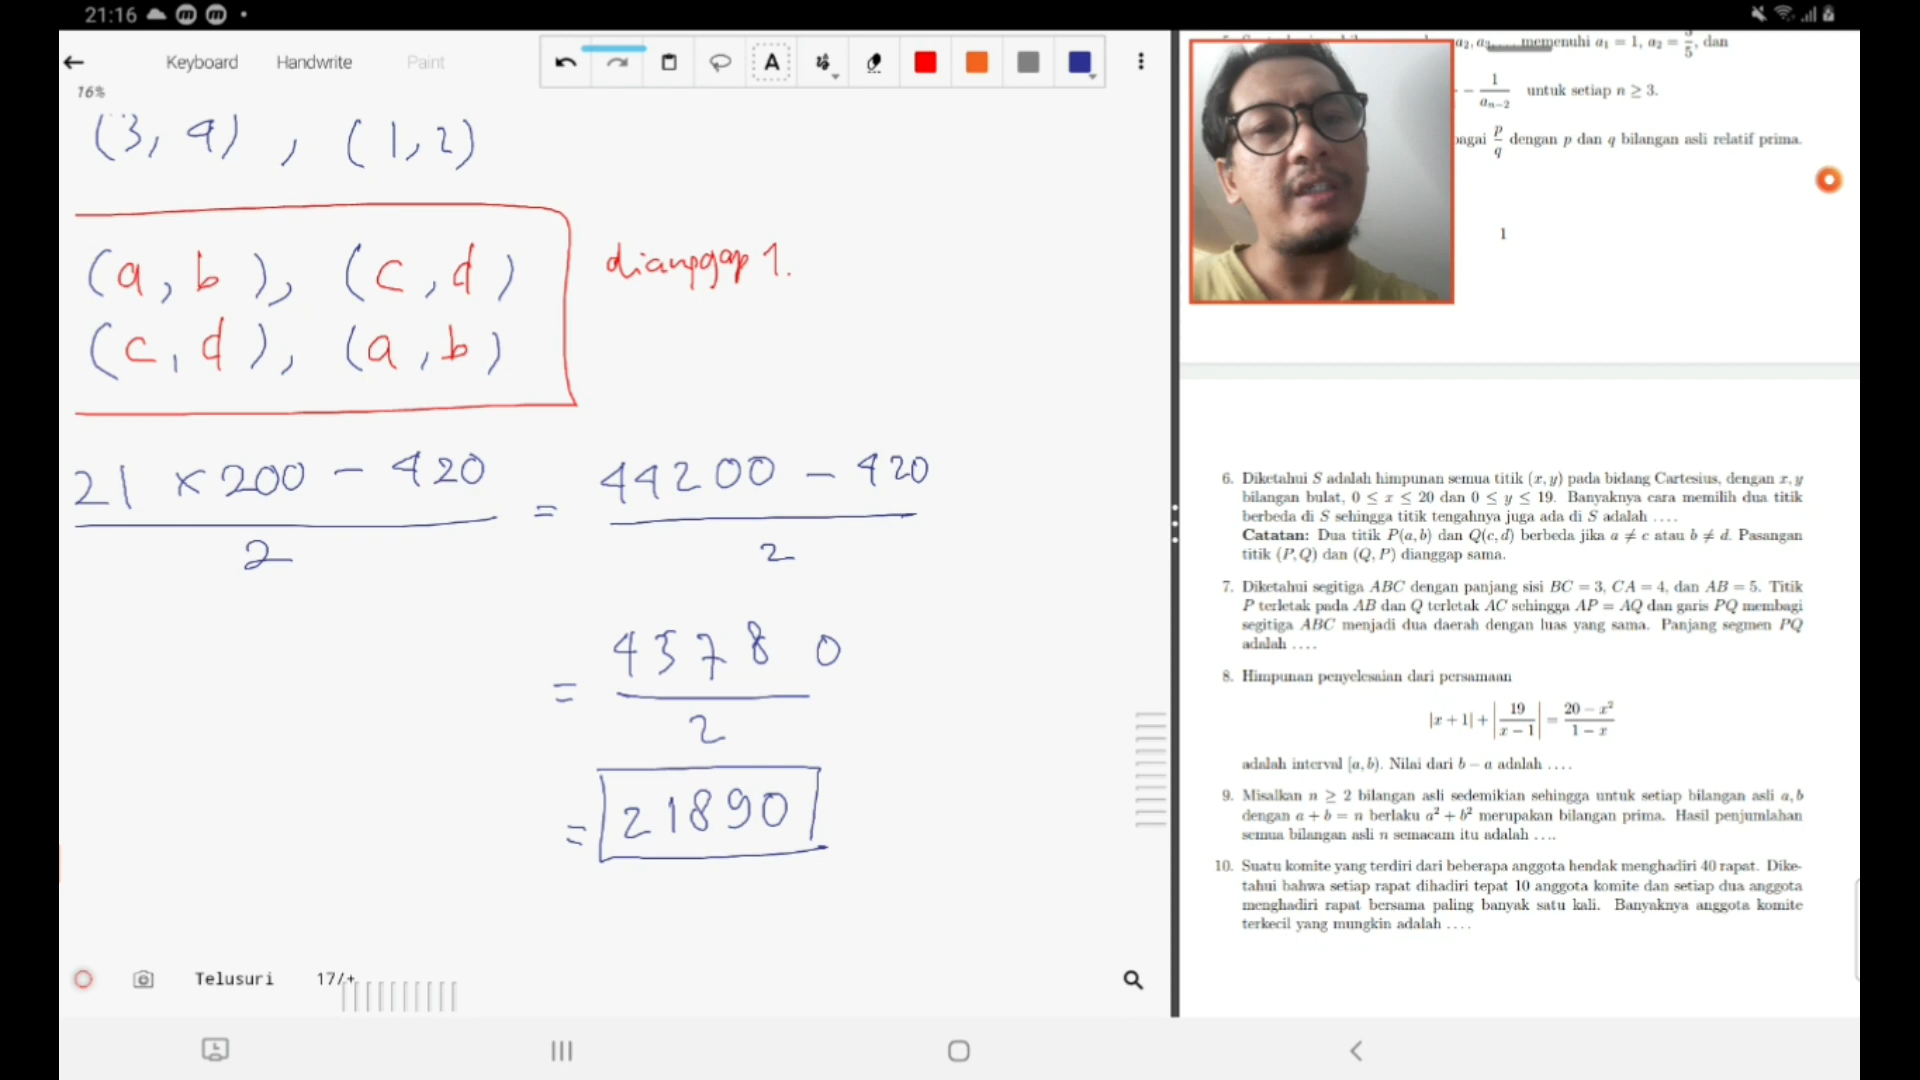 21:16
Keyboard Handwrite Paint
A
16%
(3, 4) , (1, 2)
(a, b), (c, d)
(c, d), (a, b)
dianggap 1.
21 × 200 - 420
2
=
44200 - 420
2
=
43780
2
=
21890
Telusuri 17/+
memenuhi a₁ = 1, a₂ = 3/5, dan
- 1/aₙ₋₂ untuk setiap n ≥ 3.
bagai p/q dengan p dan q bilangan asli relatif prima.
1
6. Diketahui S adalah himpunan semua titik (x, y) pada bidang Cartesius, dengan x, y
bilangan bulat, 0 ≤ x ≤ 20 dan 0 ≤ y ≤ 19. Banyaknya cara memilih dua titik
berbeda di S sehingga titik tengahnya juga ada di S adalah ....
Catatan: Dua titik P(a, b) dan Q(c, d) berbeda jika a ≠ c atau b ≠ d. Pasangan
titik (P, Q) dan (Q, P) dianggap sama.
7. Diketahui segitiga ABC dengan panjang sisi BC = 3, CA = 4, dan AB = 5. Titik
P terletak pada AB dan Q terletak AC sehingga AP = AQ dan garis PQ membagi
segitiga ABC menjadi dua daerah dengan luas yang sama. Panjang segmen PQ
adalah ....
8. Himpunan penyelesaian dari persamaan
|x + 1| + |19/(x − 1)| = (20 − x²)/(1 − x)
adalah interval [a, b). Nilai dari b − a adalah ....
9. Misalkan n ≥ 2 bilangan asli sedemikian sehingga untuk setiap bilangan asli a, b
dengan a + b = n berlaku a² + b² merupakan bilangan prima. Hasil penjumlahan
semua bilangan asli n semacam itu adalah ....
10. Suatu komite yang terdiri dari beberapa anggota hendak menghadiri 40 rapat. Dike-
tahui bahwa setiap rapat dihadiri tepat 10 anggota komite dan setiap dua anggota
menghadiri rapat bersama paling banyak satu kali. Banyaknya anggota komite
terkecil yang mungkin adalah ....